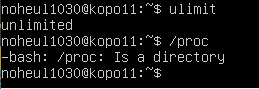 noheul1030@kopo11:~$ ulimit
unlimited
noheul1030@kopo11:~$ /proc
-bash: /proc: Is a directory
noheul1030@kopo11:~$